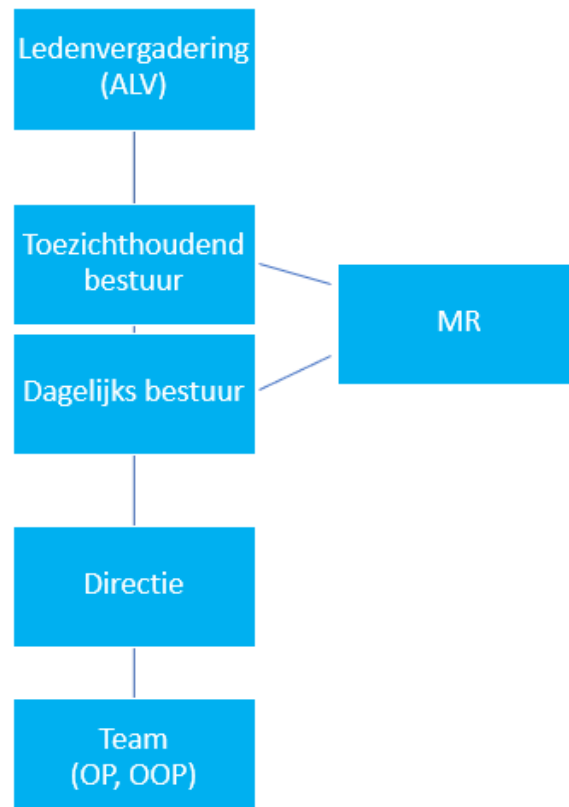 Ledenvergadering
(ALV)
Toezichthoudend
bestuur
MR
Dagelijks bestuur
Directie
Team
(OP, OOP)